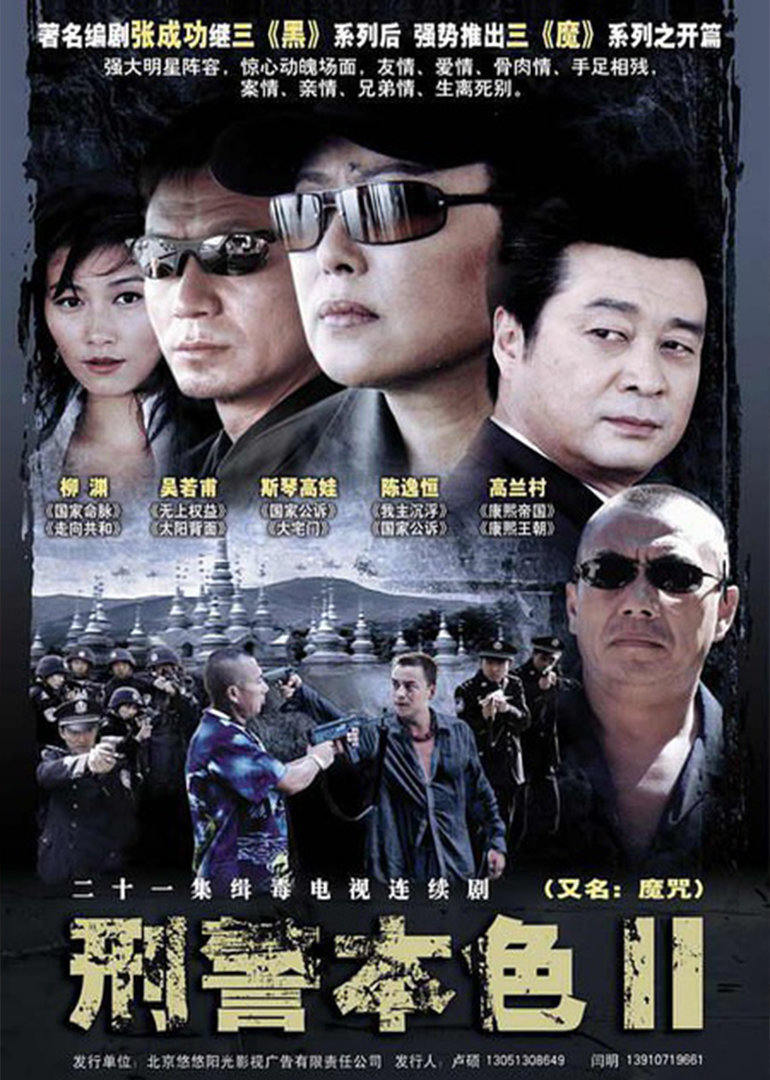 著名编剧张成功继三《黑》系列后 强势推出三《魔》系列之开篇
强大明星阵容，惊心动魄场面，友情、爱情、骨肉情、手足相残，
案情、亲情、兄弟情、生离死别。
柳渊 吴若甫 斯琴高娃 陈逸恒 高兰村
《国家命脉》 《无上权益》 《国家公诉》 《我主沉浮》 《康熙帝国》
《走向共和》 《太阳背面》 《大宅门》 《国家公诉》 《康熙王朝》
二十一集缉毒电视连续剧 （又名：魔咒）
刑警本色II
发行单位：北京悠悠阳光影视广告有限责任公司 发行人：卢硕 13051308649 闫明 13910719661